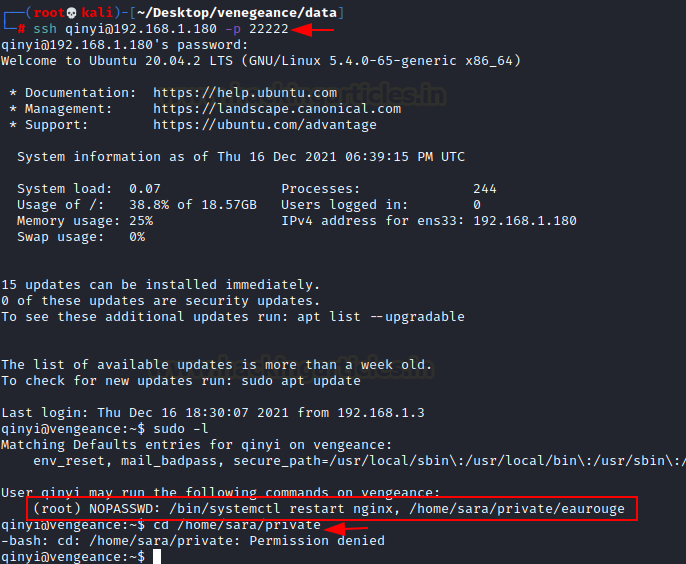 (root💀kali)-[~/Desktop/venegeance/data]
# ssh qinyi@192.168.1.180 -p 22222
qinyi@192.168.1.180's password:
Welcome to Ubuntu 20.04.2 LTS (GNU/Linux 5.4.0-65-generic x86_64)
* Documentation:  https://help.ubuntu.com
* Management:     https://landscape.canonical.com
* Support:        https://ubuntu.com/advantage
System information as of Thu 16 Dec 2021 06:39:15 PM UTC
System load:  0.07              Processes:               244
Usage of /:   38.8% of 18.57GB  Users logged in:         0
Memory usage: 25%               IPv4 address for ens33: 192.168.1.180
Swap usage:   0%
15 updates can be installed immediately.
0 of these updates are security updates.
To see these additional updates run: apt list --upgradable
www.hackingarticles.in
The list of available updates is more than a week old.
www.hackingarticles.in
To check for new updates run: sudo apt update
Last login: Thu Dec 16 18:30:07 2021 from 192.168.1.3
qinyi@vengeance:~$ sudo -l
Matching Defaults entries for qinyi on vengeance:
env_reset, mail_badpass, secure_path=/usr/local/sbin\:/usr/local/bin\:/usr/sbin\:/
User qinyi may run the following commands on vengeance:
(root) NOPASSWD: /bin/systemctl restart nginx, /home/sara/private/eaurouge
qinyi@vengeance:~$ cd /home/sara/private
-bash: cd: /home/sara/private: Permission denied
qinyi@vengeance:~$